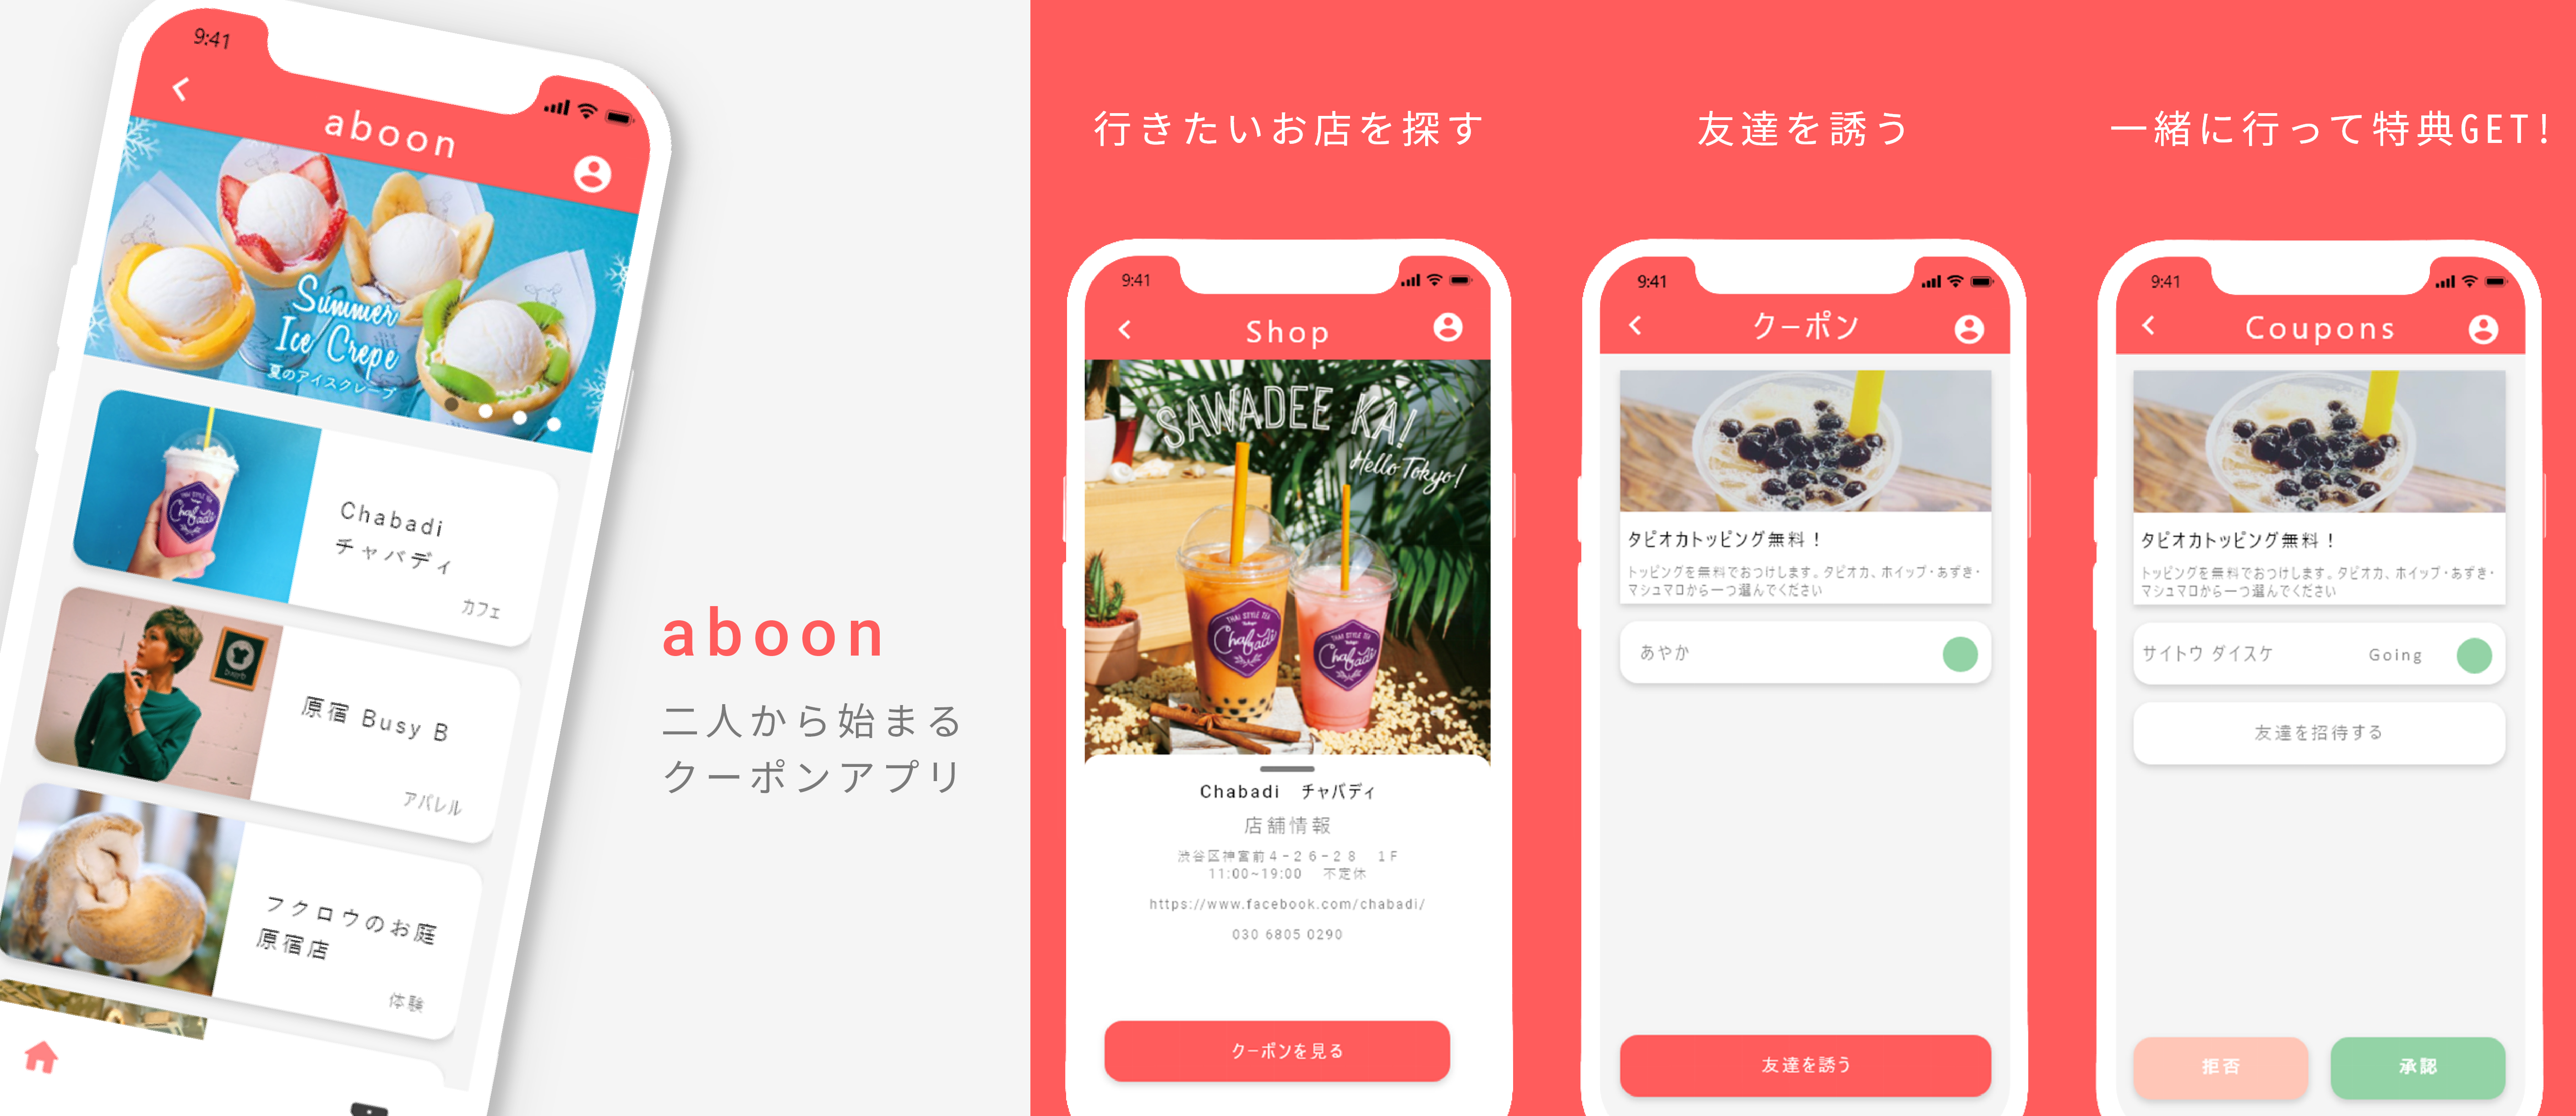 9:41
aboon
Summer
Ice Crepe
夏のアイスクレープ
THAI STYLE TEA
Chabadi
Chabadi
チャバディ
カフェ
原宿 Busy B
アパレル
フクロウのお庭
原宿店
体験
aboon
二人から始まる
クーポンアプリ
行きたいお店を探す
9:41
Shop
SAWADEE KA!
Hello Tokyo!
THAI STYLE TEA
Chabadi
THAI STYLE TEA
Chabadi
Chabadi　チャバディ
店舗情報
渋谷区神宮前４−２６−２８　１F
11:00~19:00　不定休
https://www.facebook.com/chabadi/
030 6805 0290
クーポンを見る
友達を誘う
9:41
クーポン
タピオカトッピング無料！
トッピングを無料でおつけします。タピオカ、ホイップ・あずき・
マシュマロから一つ選んでください
あやか
友達を誘う
一緒に行って特典GET!
9:41
Coupons
タピオカトッピング無料！
トッピングを無料でおつけします。タピオカ、ホイップ・あずき・
マシュマロから一つ選んでください
サイトウ ダイスケ Going
友達を招待する
拒否 承認